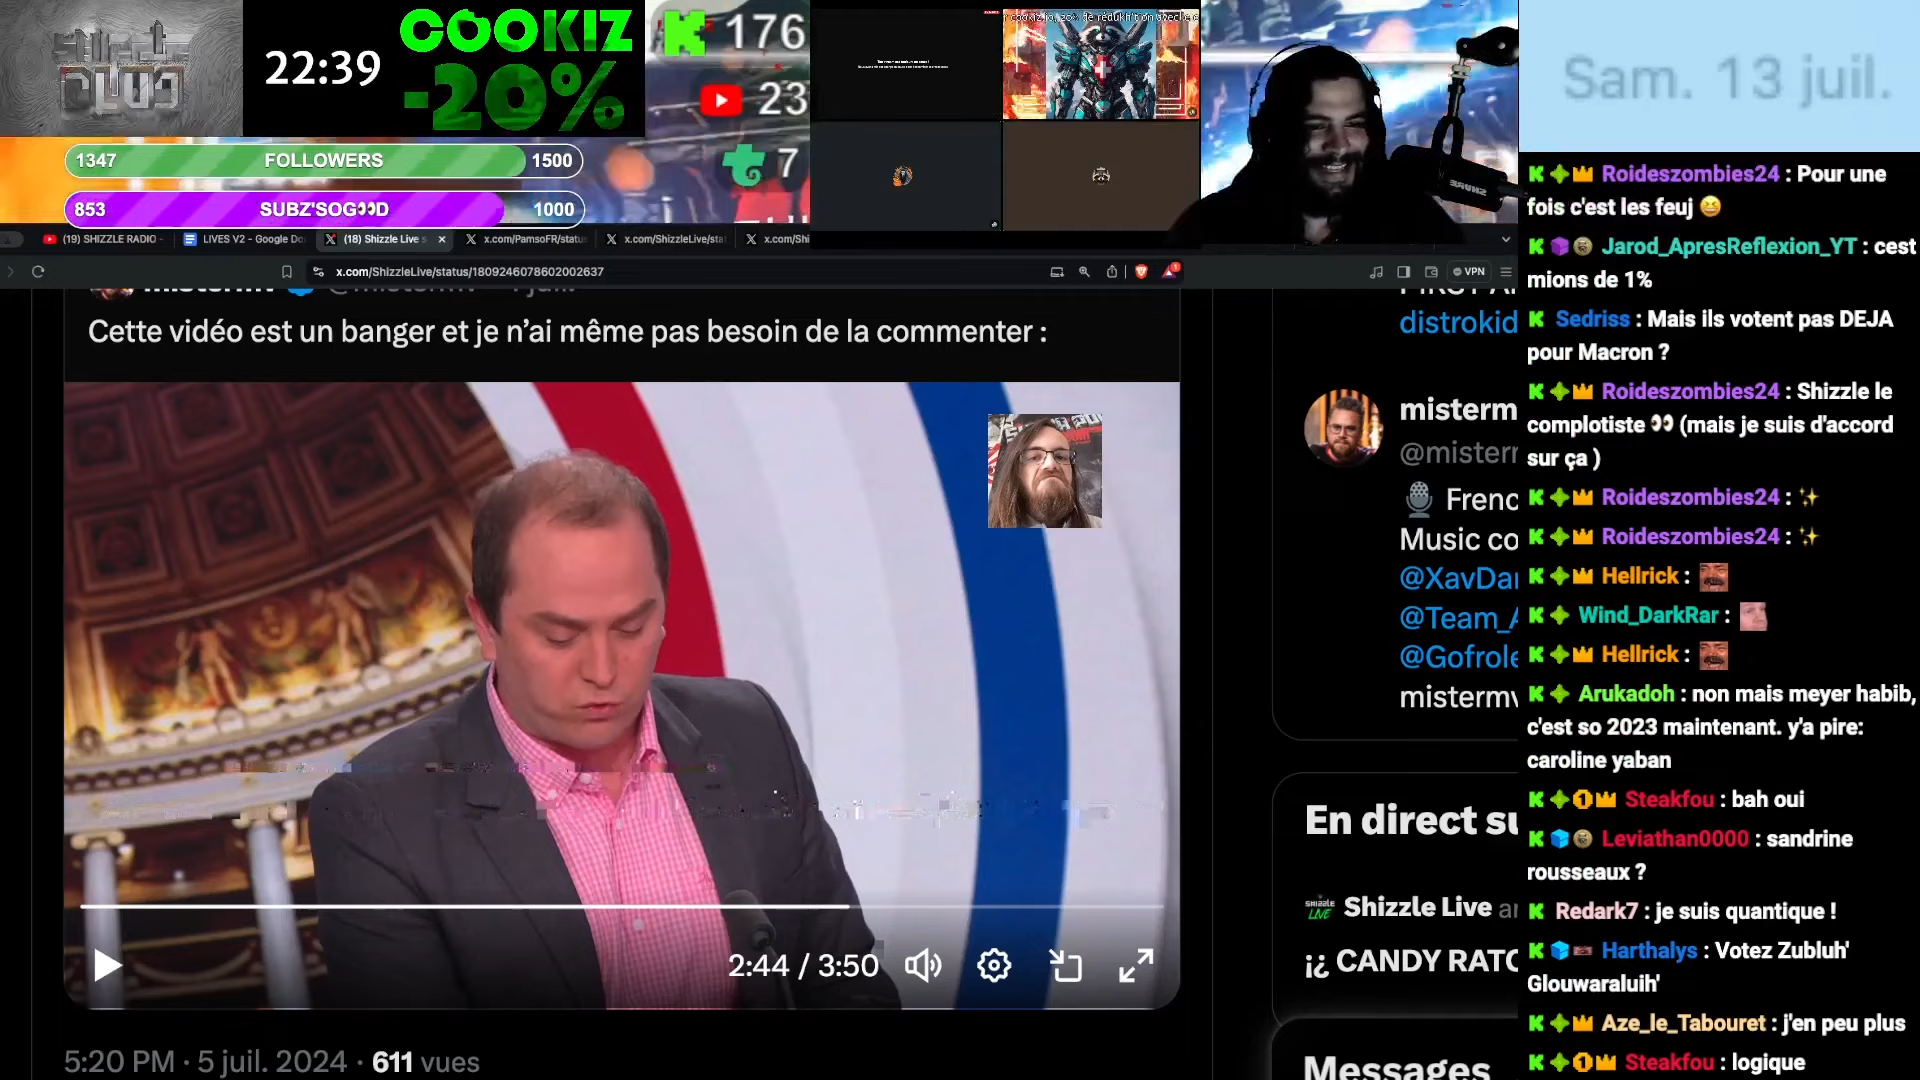 22:39
COOKIZ
-20%
176
23
7
1347 FOLLOWERS 1500
853 SUBZ'SOG👀D 1000
Sam. 13 juil.
(19) SHIZZLE RADIO -
LIVES V2 - Google Do
(18) Shizzle Live s
x.com/PamsoFR/statu
x.com/ShizzleLive/sta
x.com/Shi
x.com/ShizzleLive/status/1809246078602002637
VPN
Cette vidéo est un banger et je n’ai même pas besoin de la commenter :
2:44 / 3:50
5:20 PM · 5 juil. 2024 · 611 vues
distrokid
misterm
🎙 Frenc
Music co
@XavDa
@Team_
@Gofrole
mistermv
En direct su
Shizzle Live
¡¿ CANDY RATO
Messages
SHURE
Roideszombies24 : Pour une
fois c'est les feuj 😆
Jarod_ApresReflexion_YT : cest
mions de 1%
Sedriss : Mais ils votent pas DEJA
pour Macron ?
Roideszombies24 : Shizzle le
complotiste 👀 (mais je suis d'accord
sur ça )
Roideszombies24 : ✨
Roideszombies24 : ✨
Hellrick :
Wind_DarkRar :
Hellrick :
Arukadoh : non mais meyer habib,
c'est so 2023 maintenant. y'a pire:
caroline yaban
Steakfou : bah oui
Leviathan0000 : sandrine
rousseaux ?
Redark7 : je suis quantique !
Harthalys : Votez Zubluh'
Glouwaraluih'
Aze_le_Tabouret : j'en peu plus
Steakfou : logique